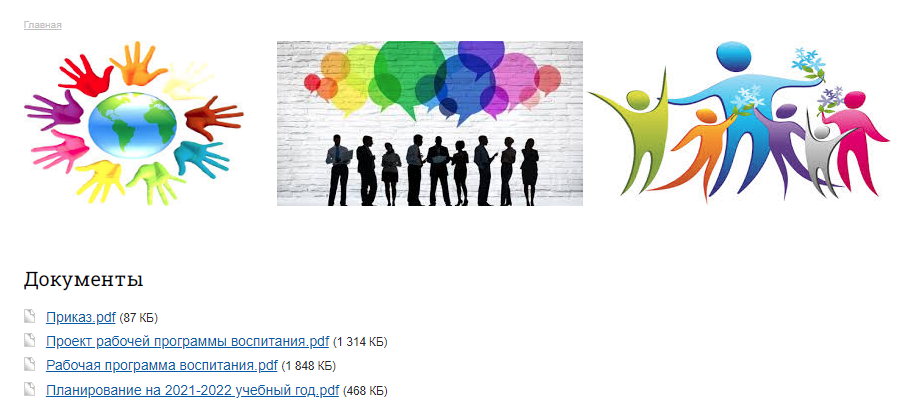 Главная
Документы
Приказ.pdf (87 КБ)
Проект рабочей программы воспитания.pdf (1 314 КБ)
Рабочая программа воспитания.pdf (1 848 КБ)
Планирование на 2021-2022 учебный год.pdf (468 КБ)